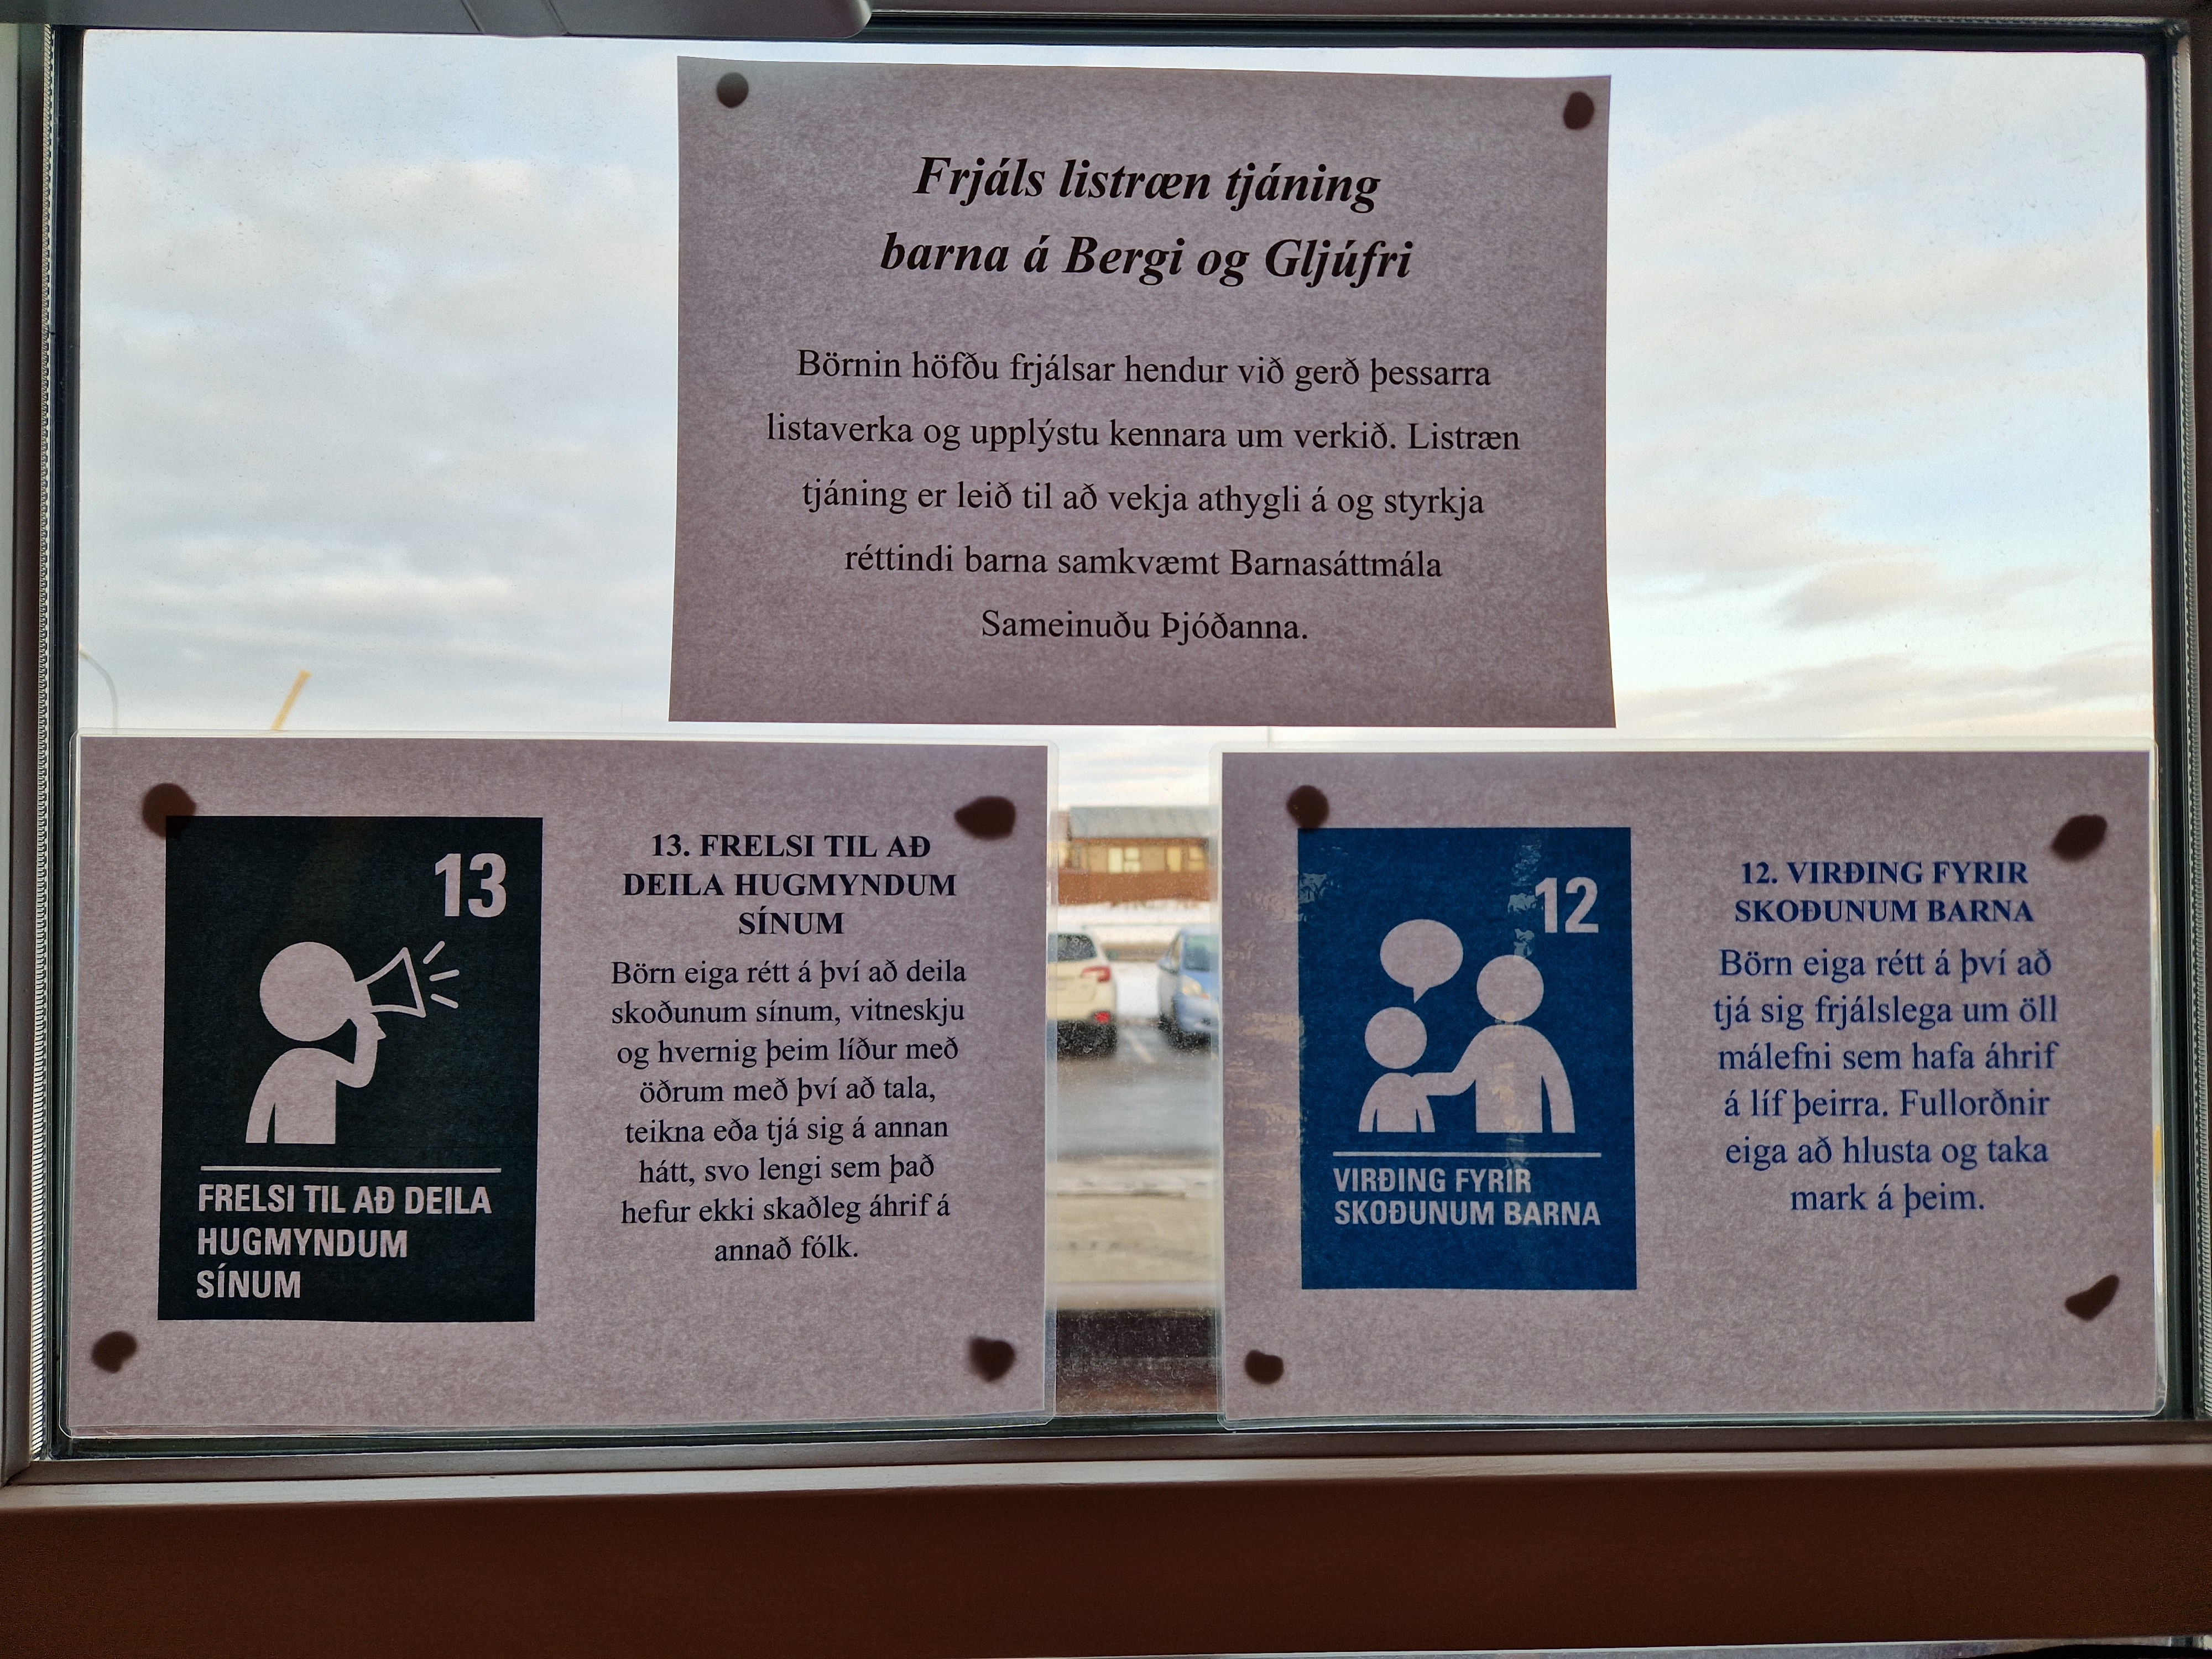 Frjáls listræn tjáning
barna á Bergi og Gljúfri
Börnin höfðu frjálsar hendur við gerð þessarra
listaverka og upplýstu kennara um verkið. Listræn
tjáning er leið til að vekja athygli á og styrkja
réttindi barna samkvæmt Barnasáttmála
Sameinuðu Þjóðanna.
13
FRELSI TIL AÐ DEILA
HUGMYNDUM
SÍNUM
13. FRELSI TIL AÐ
DEILA HUGMYNDUM
SÍNUM
Börn eiga rétt á því að deila
skoðunum sínum, vitneskju
og hvernig þeim líður með
öðrum með því að tala,
teikna eða tjá sig á annan
hátt, svo lengi sem það
hefur ekki skaðleg áhrif á
annað fólk.
12
VIRÐING FYRIR
SKOÐUNUM BARNA
12. VIRÐING FYRIR
SKOÐUNUM BARNA
Börn eiga rétt á því að
tjá sig frjálslega um öll
málefni sem hafa áhrif
á líf þeirra. Fullorðnir
eiga að hlusta og taka
mark á þeim.